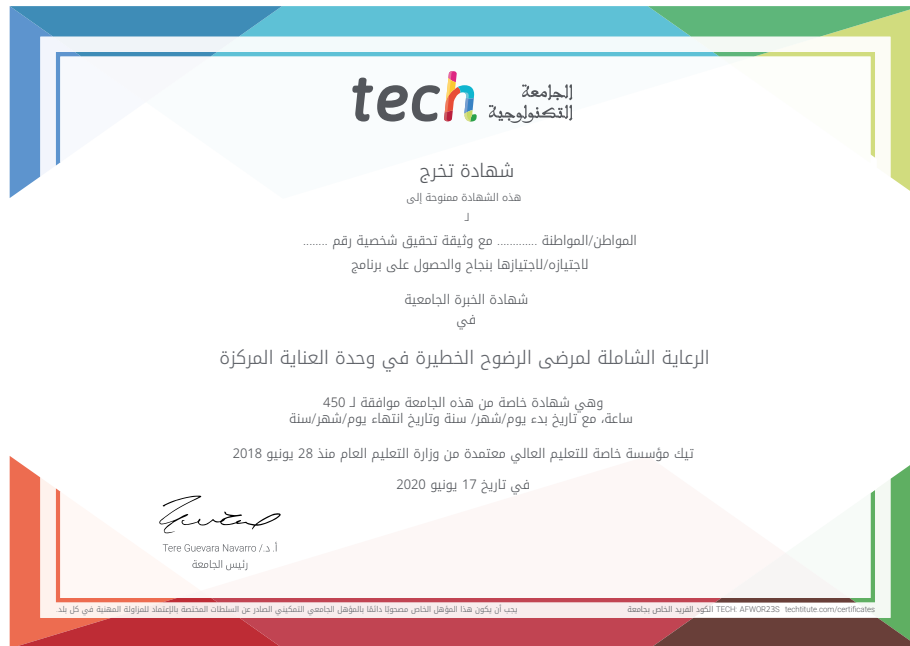 tech الجامعة
التكنولوجية
شهادة تخرج
هذه الشهادة ممنوحة إلى
لـ
المواطن/المواطنة ............ مع وثيقة تحقيق شخصية رقم ........
لاجتيازه/لاجتيازها بنجاح والحصول على برنامج
شهادة الخبرة الجامعية
في
الرعاية الشاملة لمرضى الرضوح الخطيرة في وحدة العناية المركزة
وهي شهادة خاصة من هذه الجامعة موافقة لـ 450
ساعة، مع تاريخ بدء يوم/شهر/ سنة وتاريخ انتهاء يوم/شهر/سنة
تيك مؤسسة خاصة للتعليم العالي معتمدة من وزارة التعليم العام منذ 28 يونيو 2018
في تاريخ 17 يونيو 2020
أ. د./ Tere Guevara Navarro
رئيس الجامعة
يجب أن يكون هذا المؤهل الخاص مصحوبًا دائمًا بالمؤهل الجامعي التمكيني الصادر عن السلطات المختصة بالإعتماد للمزاولة المهنية في كل بلد.
الكود الفريد الخاص بجامعة TECH: AFWOR23S techtitute.com/certificates